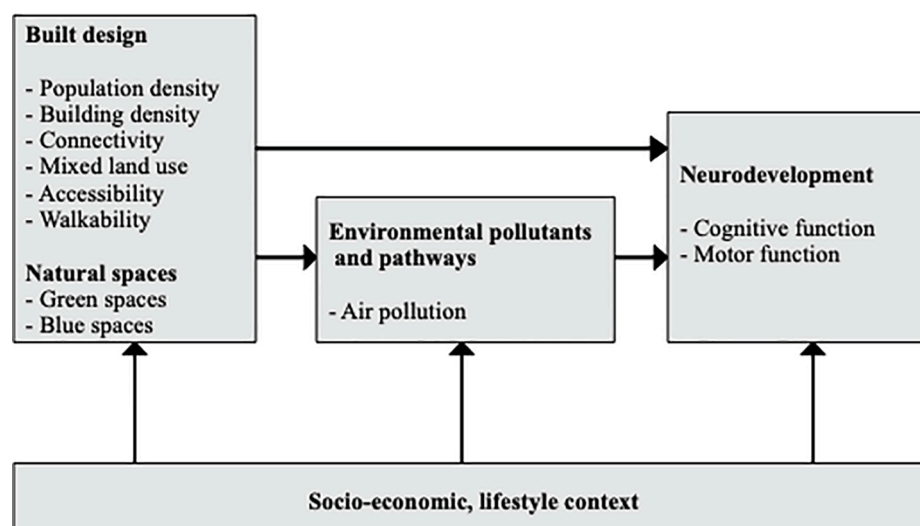 Built design
- Population density
- Building density
- Connectivity
- Mixed land use
- Accessibility
- Walkability
Natural spaces
- Green spaces
- Blue spaces
Environmental pollutants
and pathways
- Air pollution
Neurodevelopment
- Cognitive function
- Motor function
Socio-economic, lifestyle context